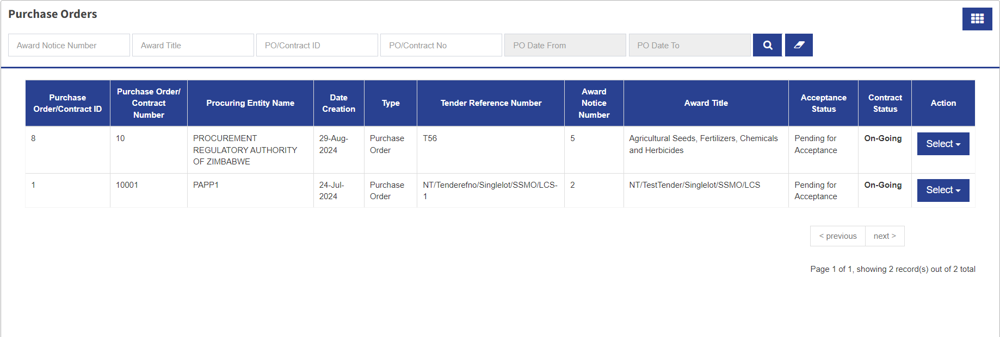 Purchase Orders
Award Notice Number
Award Title
PO/Contract ID
PO/Contract No
PO Date From
PO Date To
Purchase
Order/Contract ID
Purchase Order/
Contract
Number
Procuring Entity Name
Date
Creation
Type
Tender Reference Number
Award
Notice
Number
Award Title
Acceptance
Status
Contract
Status
Action
8
10
PROCUREMENT
REGULATORY AUTHORITY
OF ZIMBABWE
29-Aug-
2024
Purchase
Order
T56
5
Agricultural Seeds, Fertilizers, Chemicals
and Herbicides
Pending for
Acceptance
On-Going
Select
1
10001
PAPP1
24-Jul-
2024
Purchase
Order
NT/Tenderefno/Singlelot/SSMO/LCS-
1
2
NT/TestTender/Singlelot/SSMO/LCS
Pending for
Acceptance
On-Going
Select
< previous
next >
Page 1 of 1, showing 2 record(s) out of 2 total